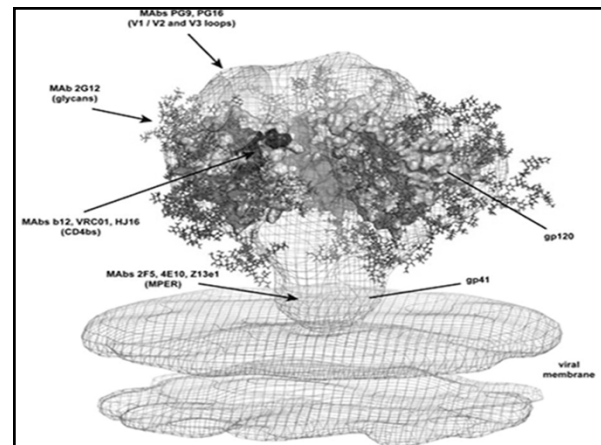 MAbs PG9, PG16
(V1 / V2 and V3 loops)
MAb 2G12
(glycans)
MAbs b12, VRC01, HJ16
(CD4bs)
gp120
MAbs 2F5, 4E10, Z13e1
(MPER)
gp41
viral
membrane